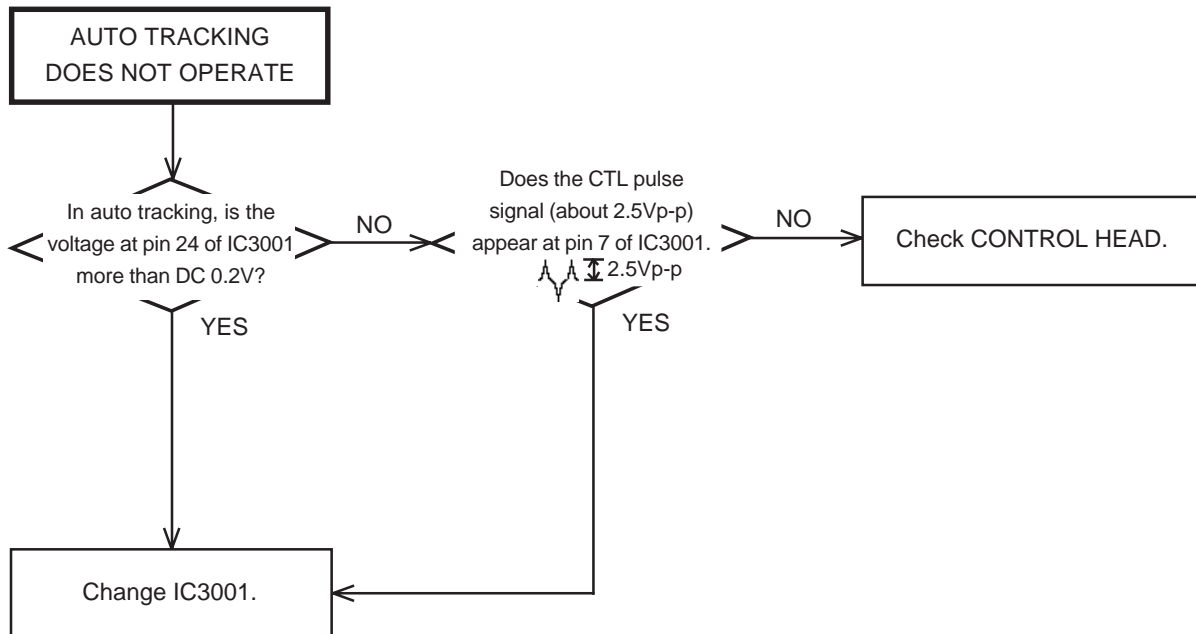 AUTO TRACKING
DOES NOT OPERATE
In auto tracking, is the
voltage at pin 24 of IC3001
more than DC 0.2V?
NO
YES
Does the CTL pulse
signal (about 2.5Vp-p)
appear at pin 7 of IC3001.
2.5Vp-p
NO
YES
Check CONTROL HEAD.
Change IC3001.